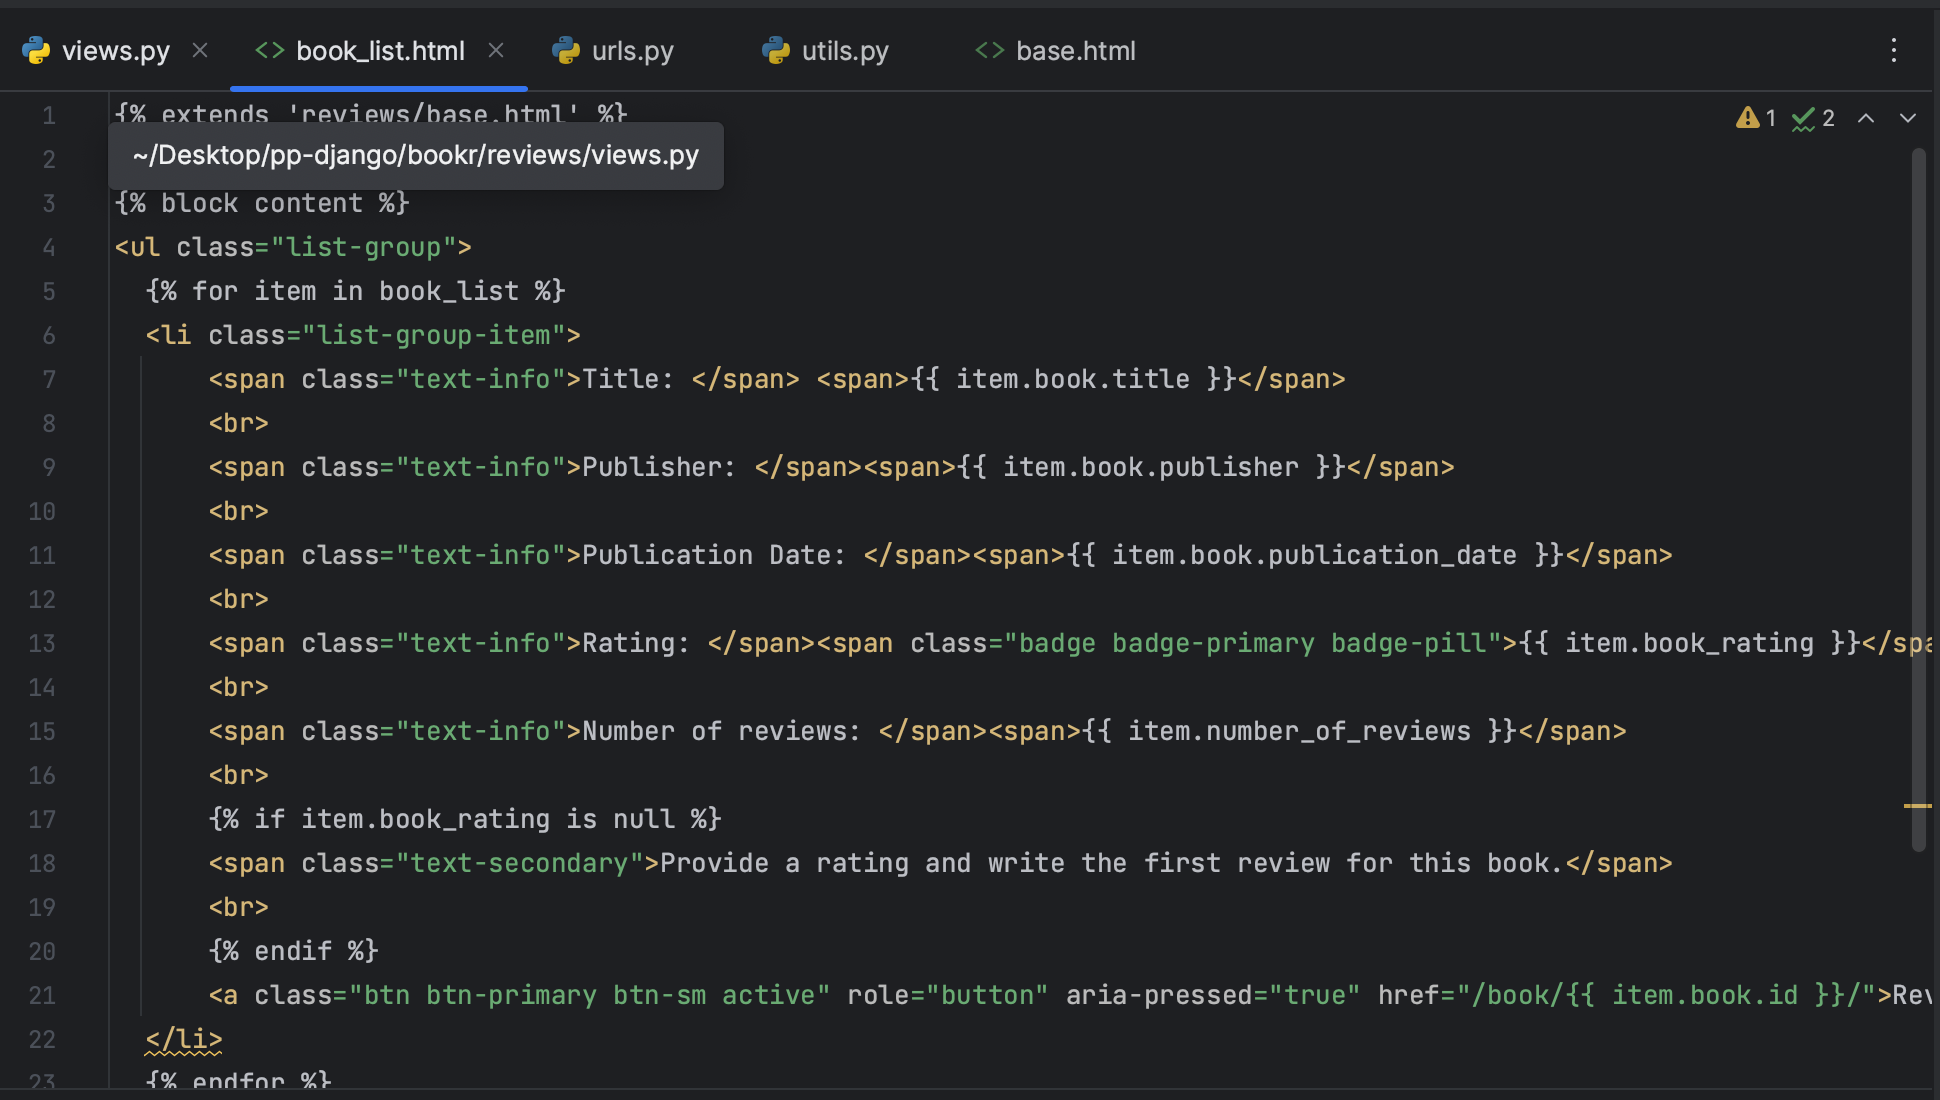 views.py book_list.html urls.py utils.py base.html
1 {% extends 'reviews/base.html' %} 1 2
~/Desktop/pp-django/bookr/reviews/views.py
2
3 {% block content %}
4 <ul class="list-group">
5 {% for item in book_list %}
6 <li class="list-group-item">
7 <span class="text-info">Title: </span> <span>{{ item.book.title }}</span>
8 <br>
9 <span class="text-info">Publisher: </span><span>{{ item.book.publisher }}</span>
10 <br>
11 <span class="text-info">Publication Date: </span><span>{{ item.book.publication_date }}</span>
12 <br>
13 <span class="text-info">Rating: </span><span class="badge badge-primary badge-pill">{{ item.book_rating }}</spa
14 <br>
15 <span class="text-info">Number of reviews: </span><span>{{ item.number_of_reviews }}</span>
16 <br>
17 {% if item.book_rating is null %}
18 <span class="text-secondary">Provide a rating and write the first review for this book.</span>
19 <br>
20 {% endif %}
21 <a class="btn btn-primary btn-sm active" role="button" aria-pressed="true" href="/book/{{ item.book.id }}/">Rev
22 </li>
23 {% endfor %}